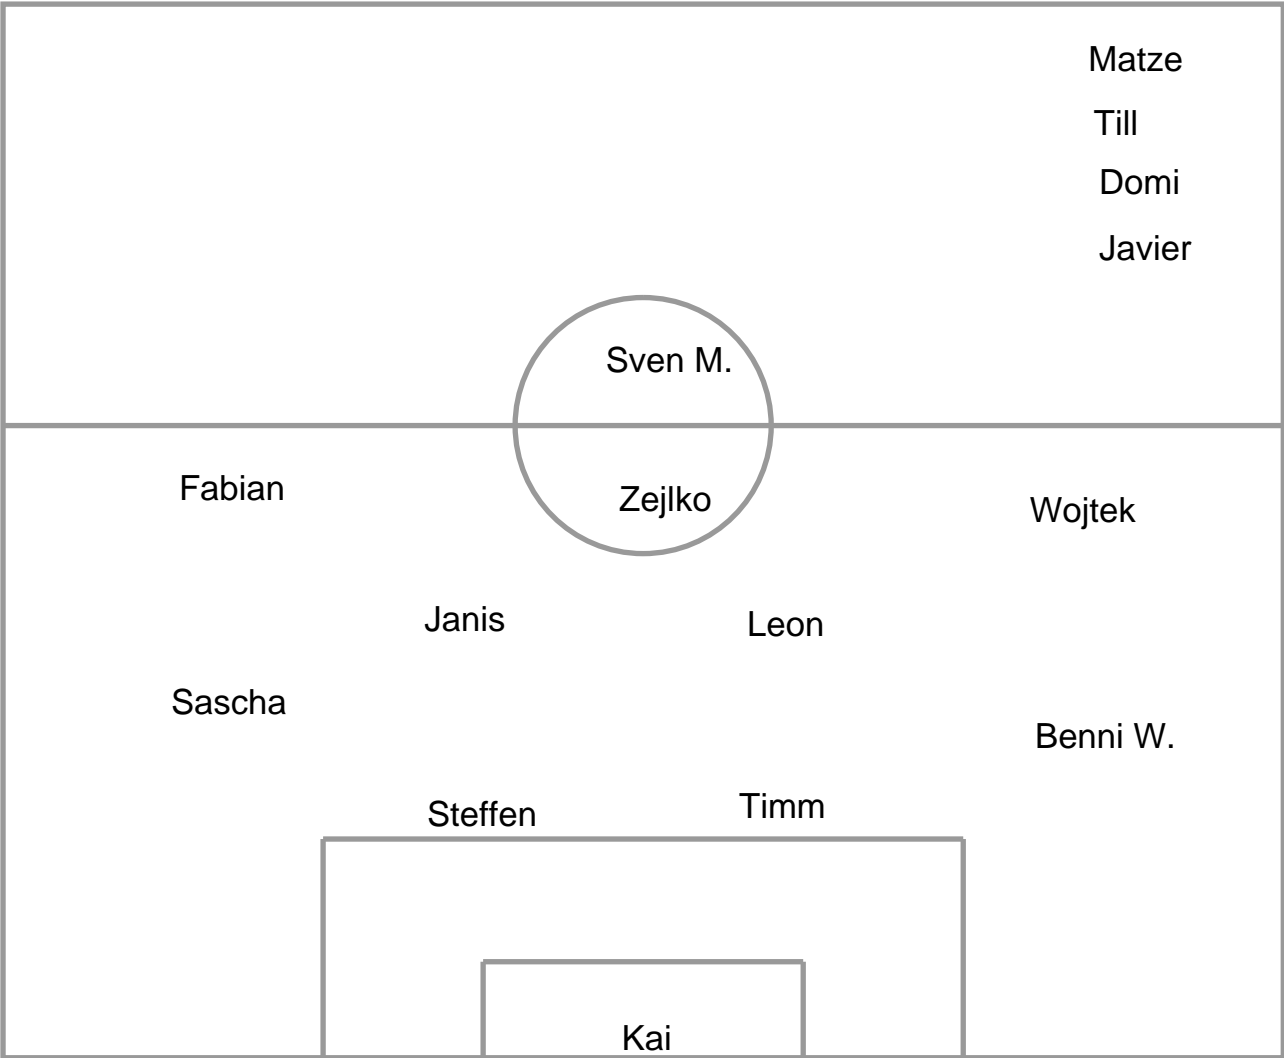 Matze
Till
Domi
Javier
Sven M.
Fabian
Zejlko
Wojtek
Janis
Leon
Sascha
Benni W.
Steffen
Timm
Kai